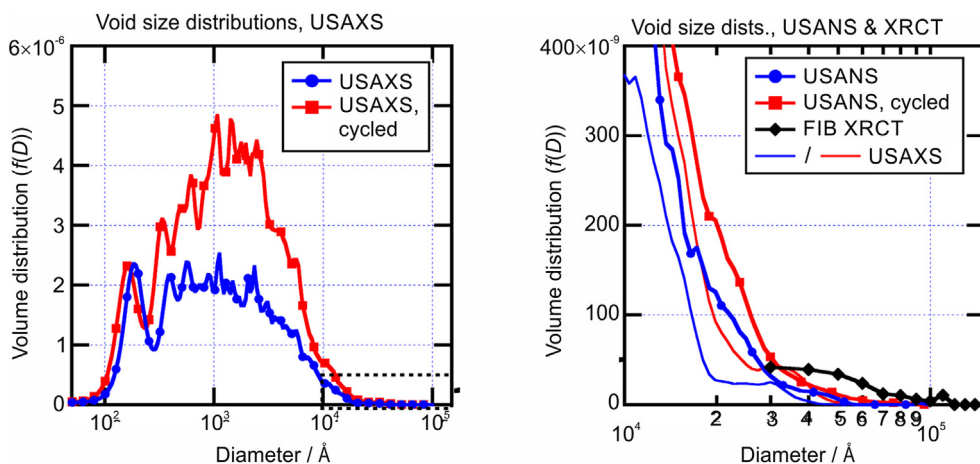 Void size distributions, USAXS
6×10⁻⁶
5
4
3
2
1
0
Volume distribution (f(D))
USAXS
USAXS,
cycled
10² 10³ 10⁴ 10⁵
Diameter / Å
Void size dists., USANS & XRCT
400×10⁻⁹
300
200
100
0
Volume distribution (f(D))
USANS
USANS, cycled
FIB XRCT
/ USAXS
10⁴ 2 3 4 5 6 7 8 9 10⁵
Diameter / Å